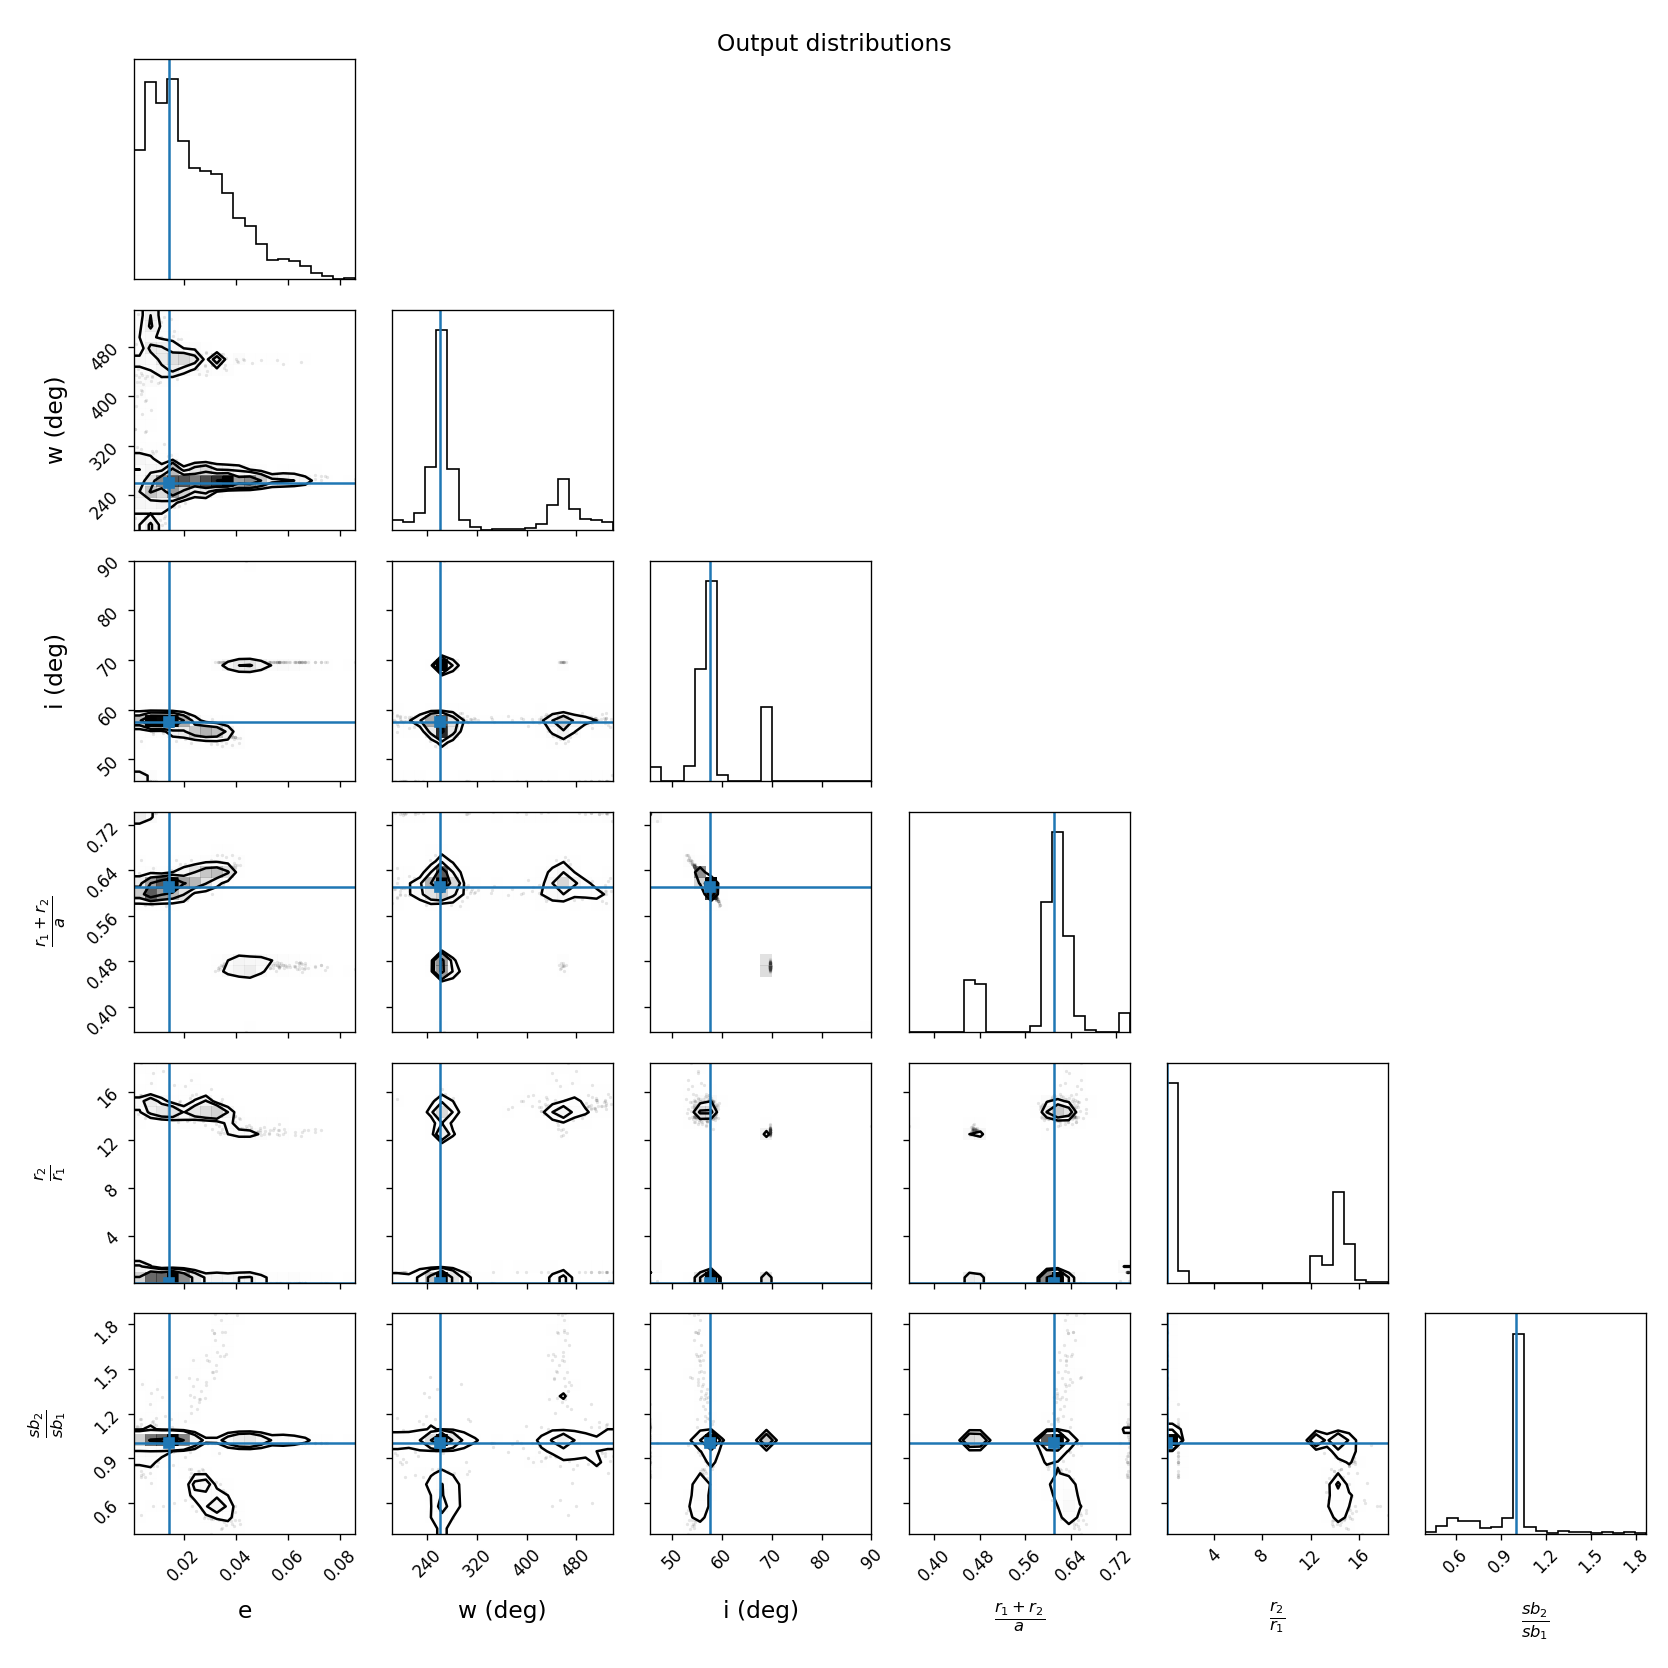 Output distributions
w (deg)
480
400
320
240
i (deg)
90
80
70
60
50
r₁ + r₂
a
0.72
0.64
0.56
0.48
0.40
r₂
r₁
16
12
8
4
sb₂
sb₁
1.8
1.5
1.2
0.9
0.6
0.02 0.04 0.06 0.08 240 320 400 480 50 60 70 80 90 0.40 0.48 0.56 0.64 0.72 4 8 12 16 0.6 0.9 1.2 1.5 1.8
e w (deg) i (deg) r₁ + r₂ r₂ sb₂
a r₁ sb₁